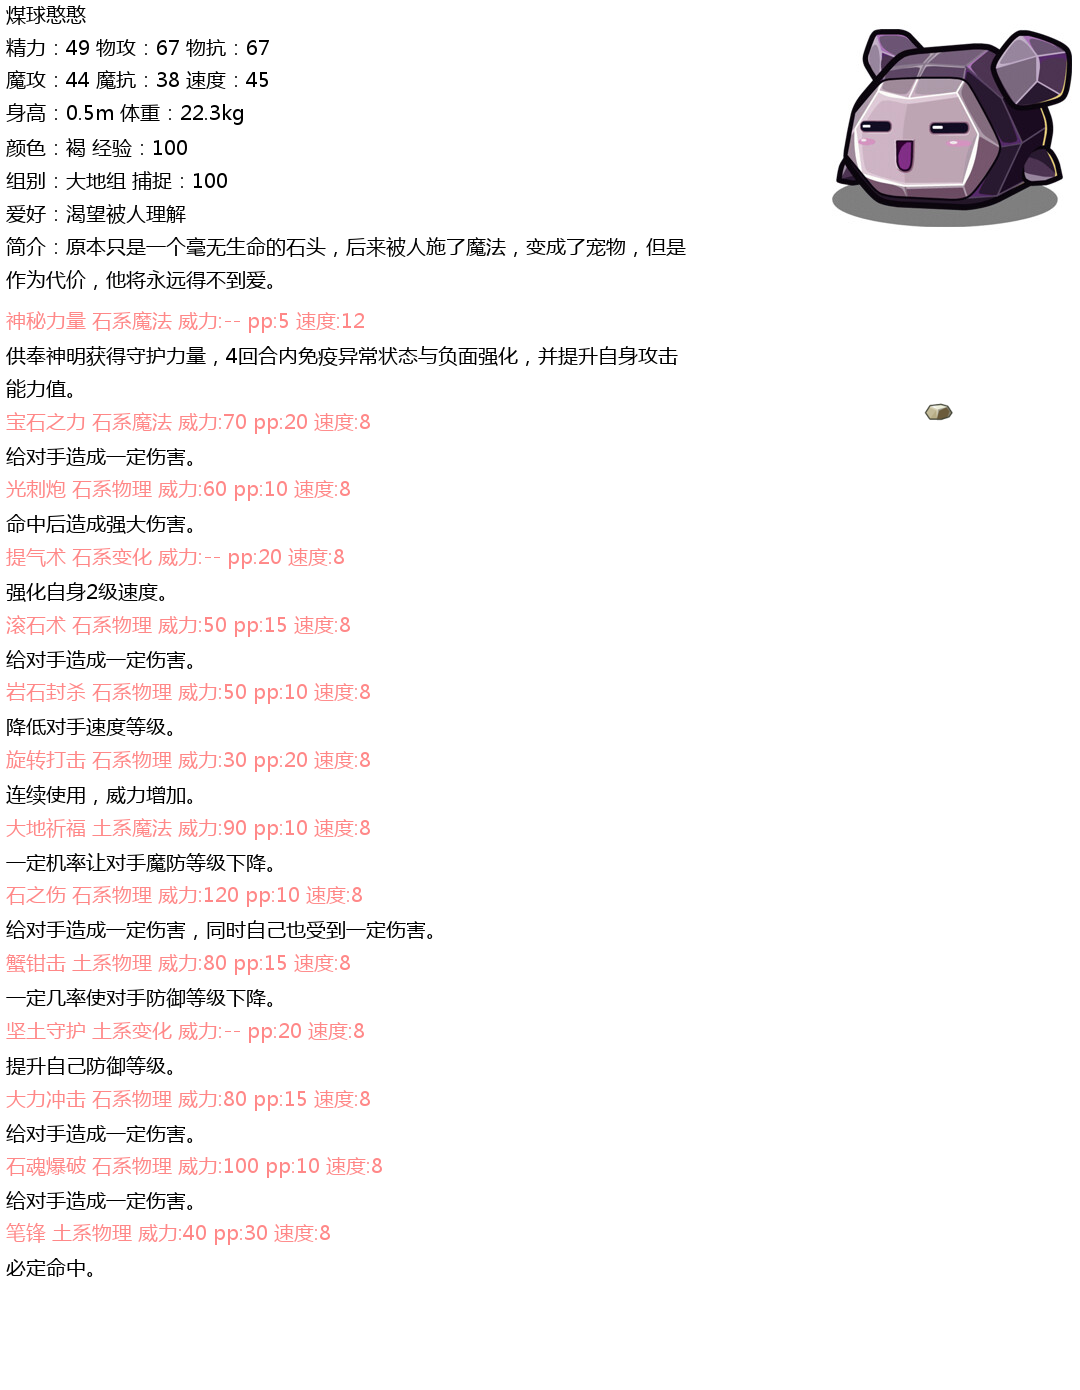 煤球憨憨
精力：49 物攻：67 物抗：67
魔攻：44 魔抗：38 速度：45
身高：0.5m 体重：22.3kg
颜色：褐 经验：100
组别：大地组 捕捉：100
爱好：渴望被人理解
简介：原本只是一个毫无生命的石头，后来被人施了魔法，变成了宠物，但是
作为代价，他将永远得不到爱。
神秘力量 石系魔法 威力:-- pp:5 速度:12
供奉神明获得守护力量，4回合内免疫异常状态与负面强化，并提升自身攻击
能力值。
宝石之力 石系魔法 威力:70 pp:20 速度:8
给对手造成一定伤害。
光刺炮 石系物理 威力:60 pp:10 速度:8
命中后造成强大伤害。
提气术 石系变化 威力:-- pp:20 速度:8
强化自身2级速度。
滚石术 石系物理 威力:50 pp:15 速度:8
给对手造成一定伤害。
岩石封杀 石系物理 威力:50 pp:10 速度:8
降低对手速度等级。
旋转打击 石系物理 威力:30 pp:20 速度:8
连续使用，威力增加。
大地祈福 土系魔法 威力:90 pp:10 速度:8
一定机率让对手魔防等级下降。
石之伤 石系物理 威力:120 pp:10 速度:8
给对手造成一定伤害，同时自己也受到一定伤害。
蟹钳击 土系物理 威力:80 pp:15 速度:8
一定几率使对手防御等级下降。
坚土守护 土系变化 威力:-- pp:20 速度:8
提升自己防御等级。
大力冲击 石系物理 威力:80 pp:15 速度:8
给对手造成一定伤害。
石魂爆破 石系物理 威力:100 pp:10 速度:8
给对手造成一定伤害。
笔锋 土系物理 威力:40 pp:30 速度:8
必定命中。